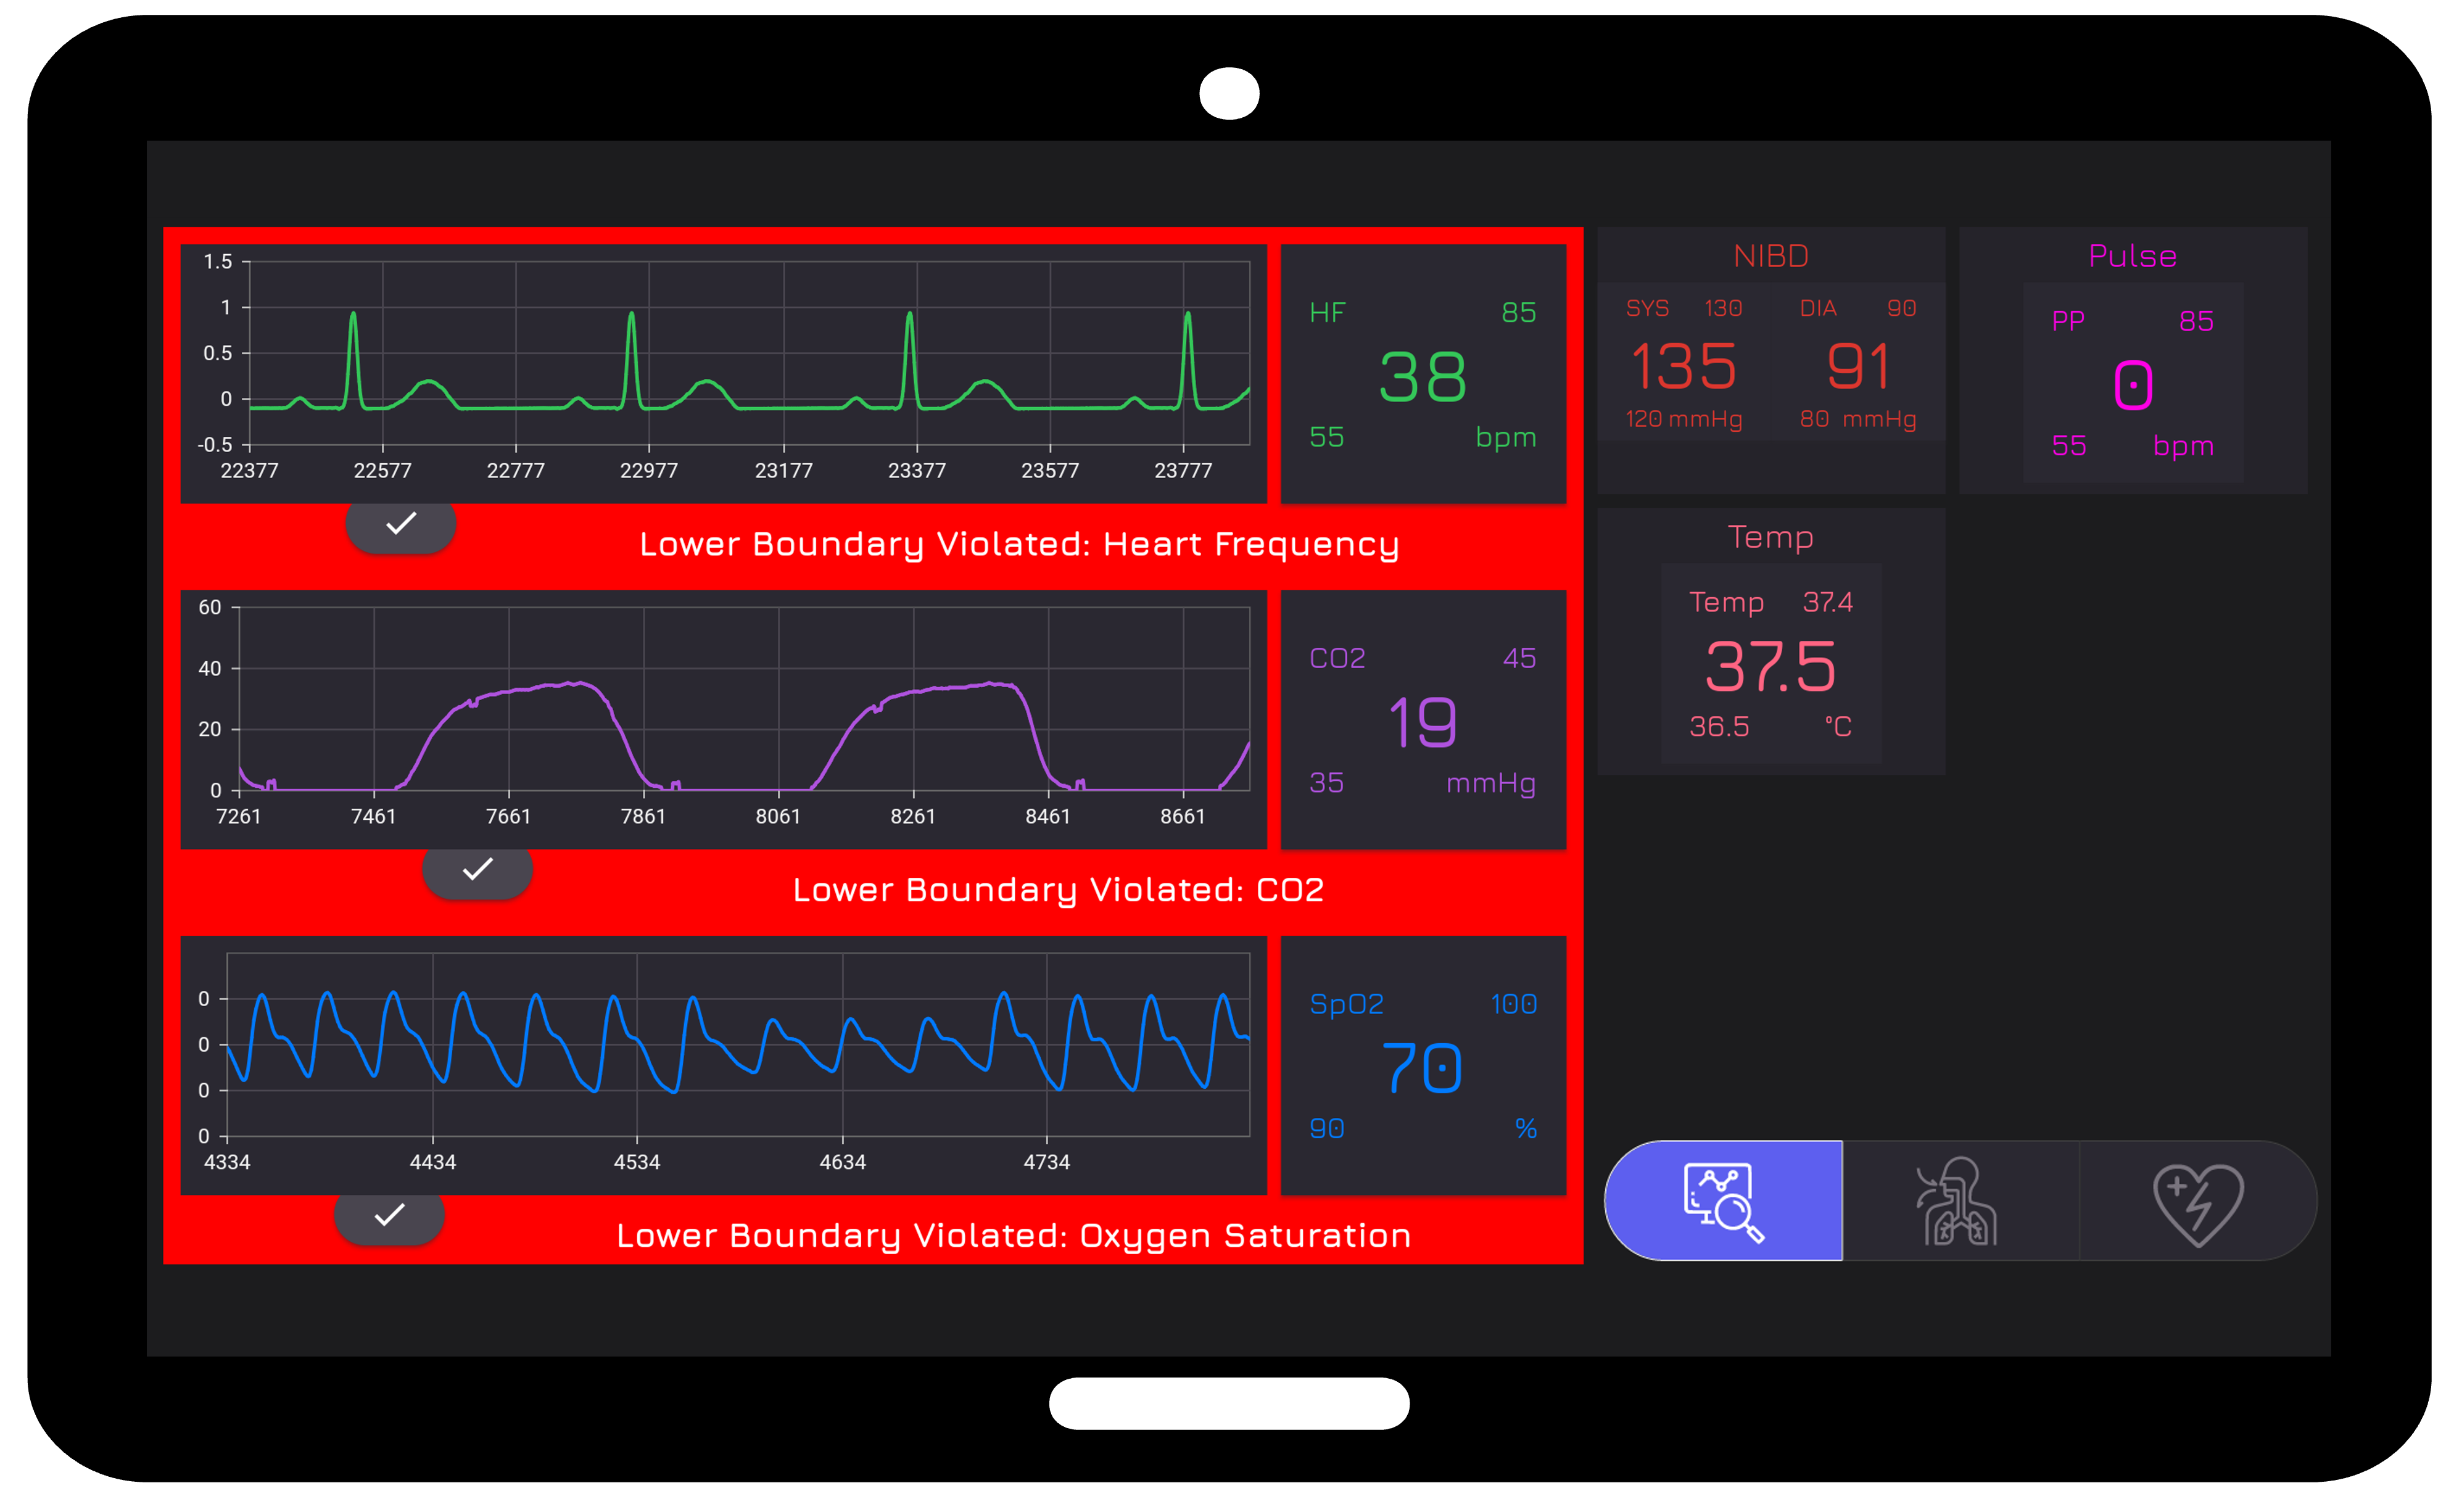 1.5
1
0.5
0
-0.5
22377 22577 22777 22977 23177 23377 23577 23777
HF 85
38
55 bpm
Lower Boundary Violated: Heart Frequency
60
40
20
0
7261 7461 7661 7861 8061 8261 8461 8661
CO2 45
19
35 mmHg
Lower Boundary Violated: CO2
0
0
0
0
4334 4434 4534 4634 4734
SpO2 100
70
90 %
Lower Boundary Violated: Oxygen Saturation
NIBD
SYS 130 DIA 90
135 91
120 mmHg 80 mmHg
Pulse
PP 85
0
55 bpm
Temp
Temp 37.4
37.5
36.5 °C